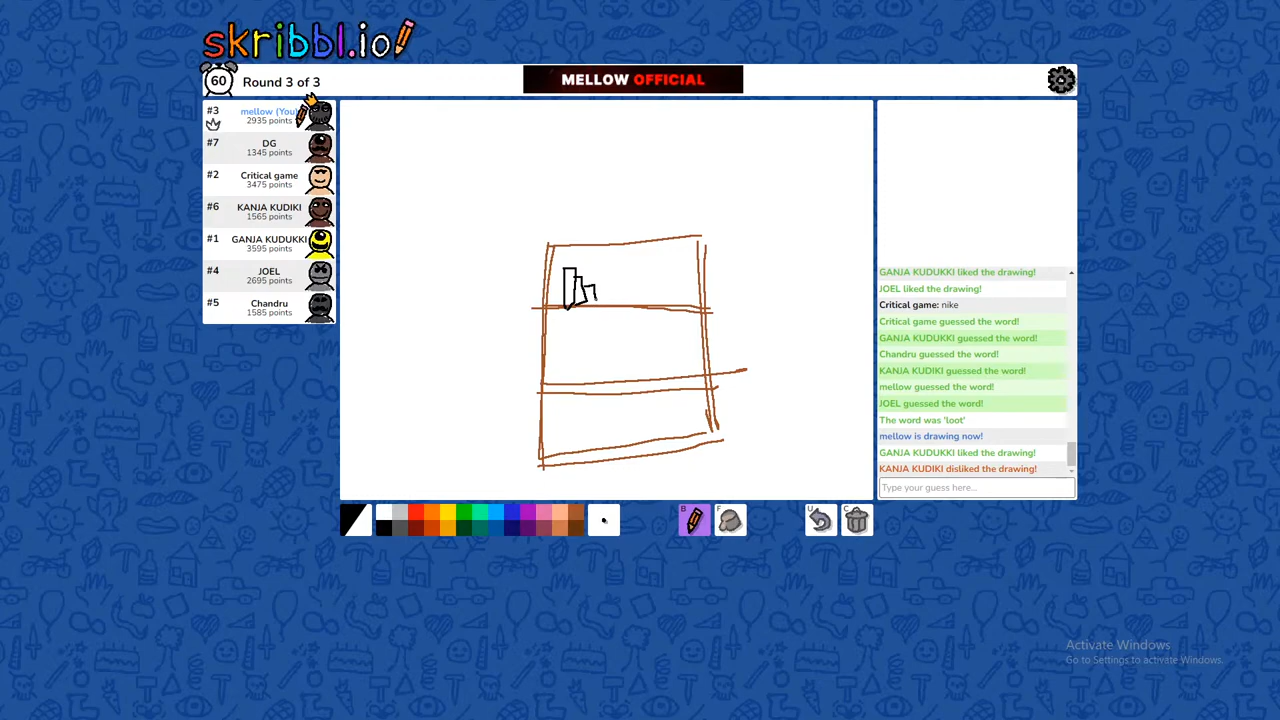 skribbl.io!
60
Round 3 of 3
MELLOW OFFICIAL
#3
mellow (You)
2935 points
#7
DG
1345 points
#2
Critical game
3475 points
#6
KANJA KUDIKI
1565 points
#1
GANJA KUDUKKI
3595 points
#4
JOEL
2695 points
#5
Chandru
1585 points
GANJA KUDUKKI liked the drawing!
JOEL liked the drawing!
Critical game: nike
Critical game guessed the word!
GANJA KUDUKKI guessed the word!
Chandru guessed the word!
KANJA KUDIKI guessed the word!
mellow guessed the word!
JOEL guessed the word!
The word was 'loot'
mellow is drawing now!
GANJA KUDUKKI liked the drawing!
KANJA KUDIKI disliked the drawing!
Type your guess here...
B
F
U
C
Activate Windows
Go to Settings to activate Windows.